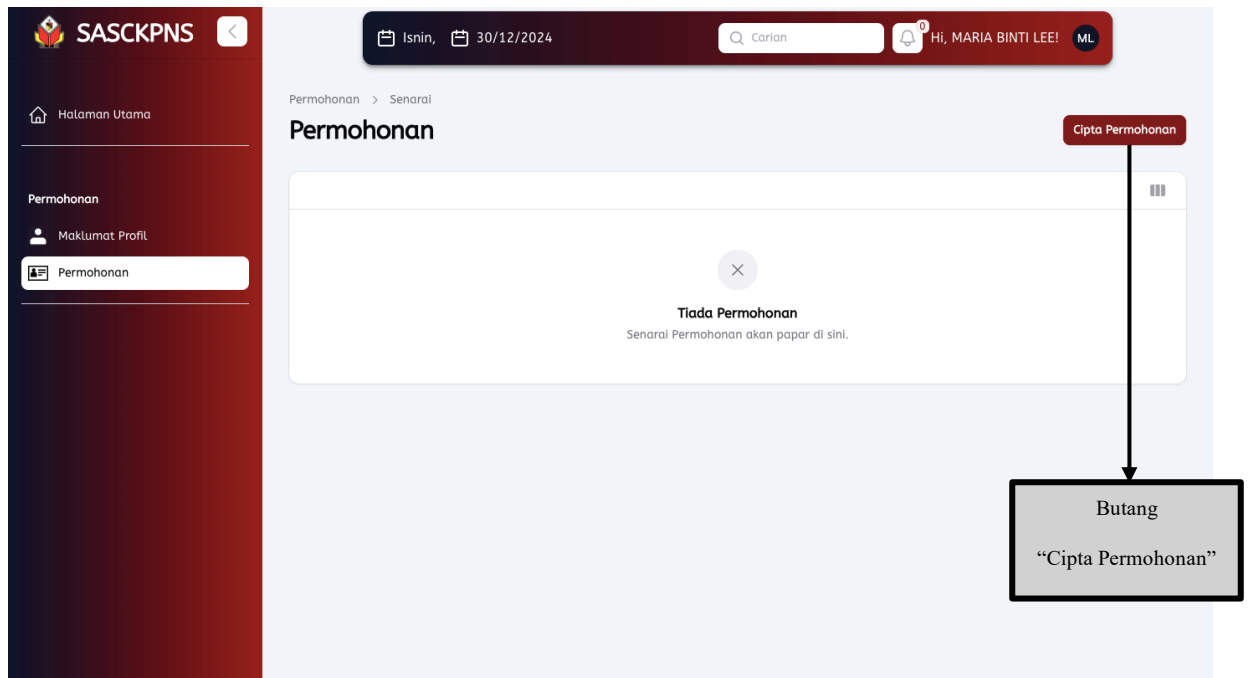 SASCKPNS
Isnin, 30/12/2024
Carian
0
Hi, MARIA BINTI LEE!
ML
Halaman Utama
Permohonan
Maklumat Profil
Permohonan
Permohonan > Senarai
Permohonan
Cipta Permohonan
Tiada Permohonan
Senarai Permohonan akan papar di sini.
Butang
“Cipta Permohonan”